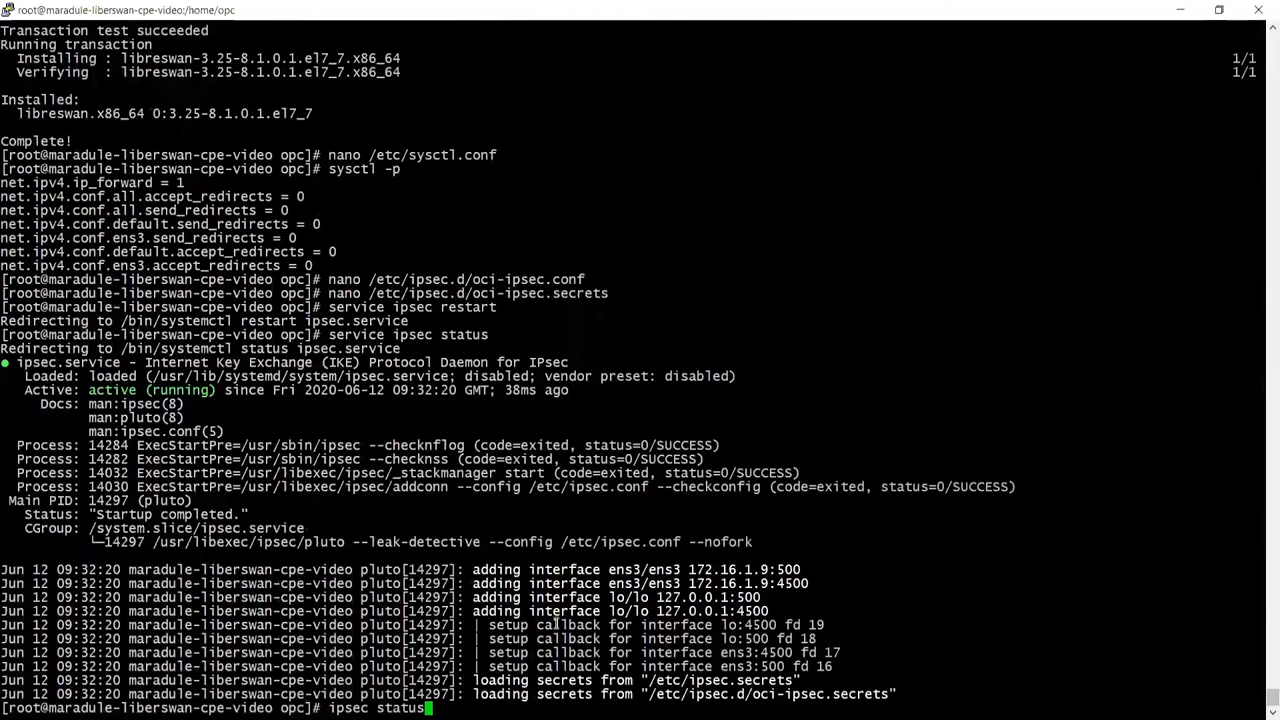 root@maradule-liberswan-cpe-video:/home/opc
Transaction test succeeded
Running transaction
  Installing : libreswan-3.25-8.1.0.1.el7_7.x86_64 1/1
  Verifying  : libreswan-3.25-8.1.0.1.el7_7.x86_64 1/1
Installed:
  libreswan.x86_64 0:3.25-8.1.0.1.el7_7
Complete!
[root@maradule-liberswan-cpe-video opc]# nano /etc/sysctl.conf
[root@maradule-liberswan-cpe-video opc]# sysctl -p
net.ipv4.ip_forward = 1
net.ipv4.conf.all.accept_redirects = 0
net.ipv4.conf.all.send_redirects = 0
net.ipv4.conf.default.send_redirects = 0
net.ipv4.conf.ens3.send_redirects = 0
net.ipv4.conf.default.accept_redirects = 0
net.ipv4.conf.ens3.accept_redirects = 0
[root@maradule-liberswan-cpe-video opc]# nano /etc/ipsec.d/oci-ipsec.conf
[root@maradule-liberswan-cpe-video opc]# nano /etc/ipsec.d/oci-ipsec.secrets
[root@maradule-liberswan-cpe-video opc]# service ipsec restart
Redirecting to /bin/systemctl restart ipsec.service
[root@maradule-liberswan-cpe-video opc]# service ipsec status
Redirecting to /bin/systemctl status ipsec.service
● ipsec.service - Internet Key Exchange (IKE) Protocol Daemon for IPsec
   Loaded: loaded (/usr/lib/systemd/system/ipsec.service; disabled; vendor preset: disabled)
   Active: active (running) since Fri 2020-06-12 09:32:20 GMT; 38ms ago
     Docs: man:ipsec(8)
           man:pluto(8)
           man:ipsec.conf(5)
  Process: 14284 ExecStartPre=/usr/sbin/ipsec --checknflog (code=exited, status=0/SUCCESS)
  Process: 14282 ExecStartPre=/usr/sbin/ipsec --checknss (code=exited, status=0/SUCCESS)
  Process: 14032 ExecStartPre=/usr/libexec/ipsec/_stackmanager start (code=exited, status=0/SUCCESS)
  Process: 14030 ExecStartPre=/usr/libexec/ipsec/addconn --config /etc/ipsec.conf --checkconfig (code=exited, status=0/SUCCESS)
 Main PID: 14297 (pluto)
   Status: "Startup completed."
   CGroup: /system.slice/ipsec.service
           └─14297 /usr/libexec/ipsec/pluto --leak-detective --config /etc/ipsec.conf --nofork
Jun 12 09:32:20 maradule-liberswan-cpe-video pluto[14297]: adding interface ens3/ens3 172.16.1.9:500
Jun 12 09:32:20 maradule-liberswan-cpe-video pluto[14297]: adding interface ens3/ens3 172.16.1.9:4500
Jun 12 09:32:20 maradule-liberswan-cpe-video pluto[14297]: adding interface lo/lo 127.0.0.1:500
Jun 12 09:32:20 maradule-liberswan-cpe-video pluto[14297]: adding interface lo/lo 127.0.0.1:4500
Jun 12 09:32:20 maradule-liberswan-cpe-video pluto[14297]: | setup callback for interface lo:4500 fd 19
Jun 12 09:32:20 maradule-liberswan-cpe-video pluto[14297]: | setup callback for interface lo:500 fd 18
Jun 12 09:32:20 maradule-liberswan-cpe-video pluto[14297]: | setup callback for interface ens3:4500 fd 17
Jun 12 09:32:20 maradule-liberswan-cpe-video pluto[14297]: | setup callback for interface ens3:500 fd 16
Jun 12 09:32:20 maradule-liberswan-cpe-video pluto[14297]: loading secrets from "/etc/ipsec.secrets"
Jun 12 09:32:20 maradule-liberswan-cpe-video pluto[14297]: loading secrets from "/etc/ipsec.d/oci-ipsec.secrets"
[root@maradule-liberswan-cpe-video opc]# ipsec status